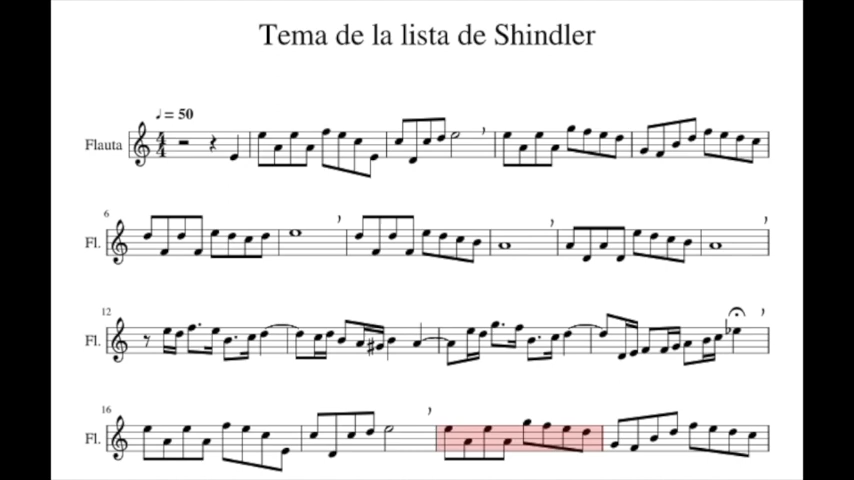 Tema de la lista de Shindler
♩ = 50
Flauta
6
Fl.
12
Fl.
16
Fl.